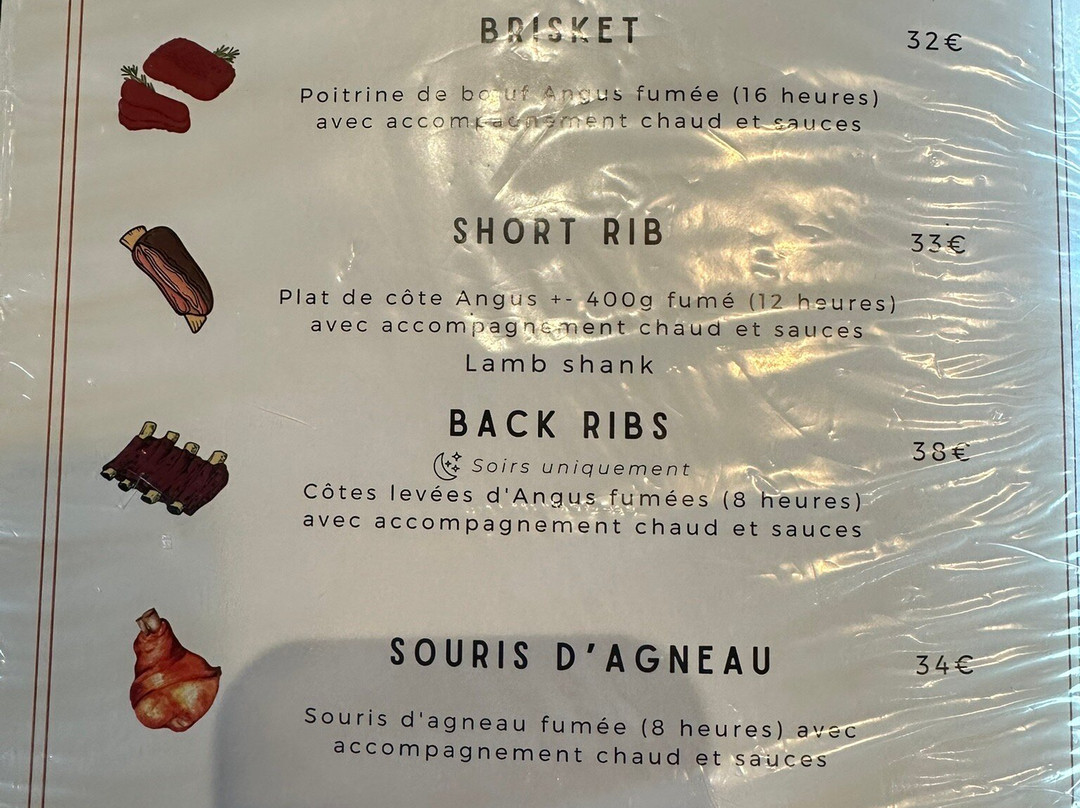 BRISKET
32€
Poitrine de bœuf Angus fumée (16 heures)
avec accompagnement chaud et sauces
SHORT RIB
33€
Plat de côte Angus +- 400g fumé (12 heures)
avec accompagnement chaud et sauces
Lamb shank
BACK RIBS
38€
Soirs uniquement
Côtes levées d'Angus fumées (8 heures)
avec accompagnement chaud et sauces
SOURIS D'AGNEAU
34€
Souris d'agneau fumée (8 heures) avec
accompagnement chaud et sauces